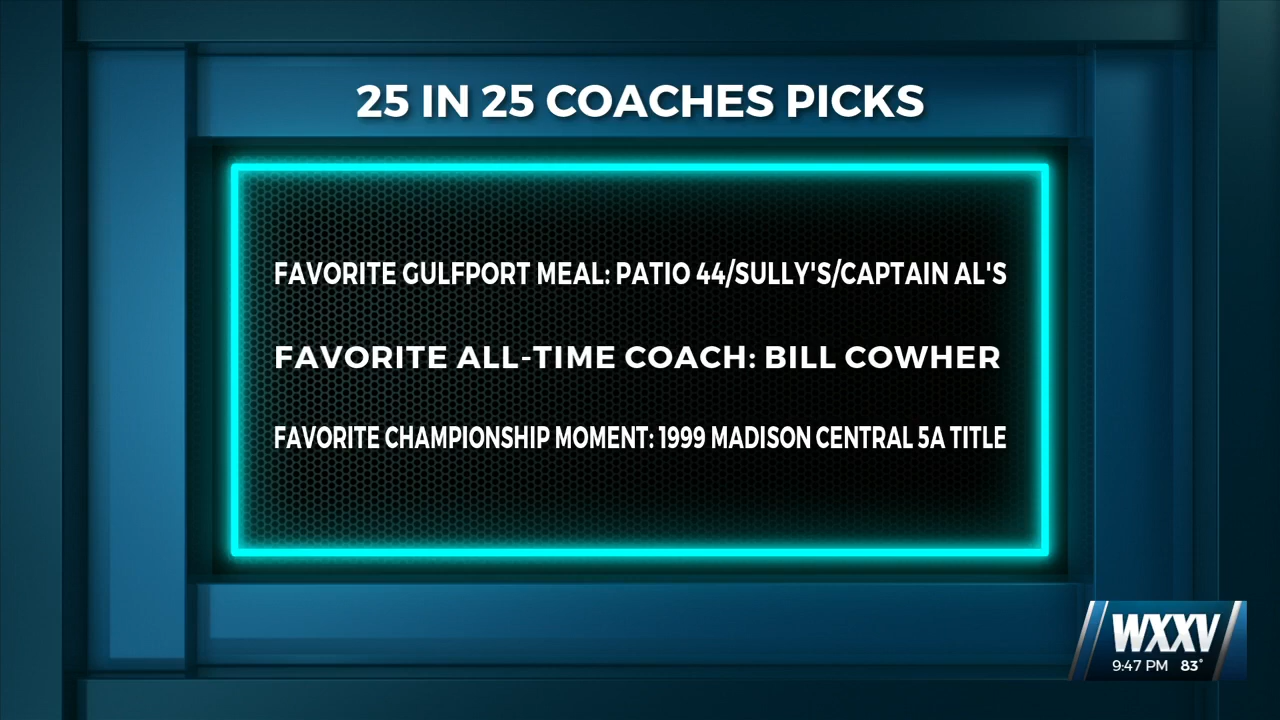 25 IN 25 COACHES PICKS
FAVORITE GULFPORT MEAL: PATIO 44/SULLY'S/CAPTAIN AL'S
FAVORITE ALL-TIME COACH: BILL COWHER
FAVORITE CHAMPIONSHIP MOMENT: 1999 MADISON CENTRAL 5A TITLE
WXXV
9:47 PM 83°